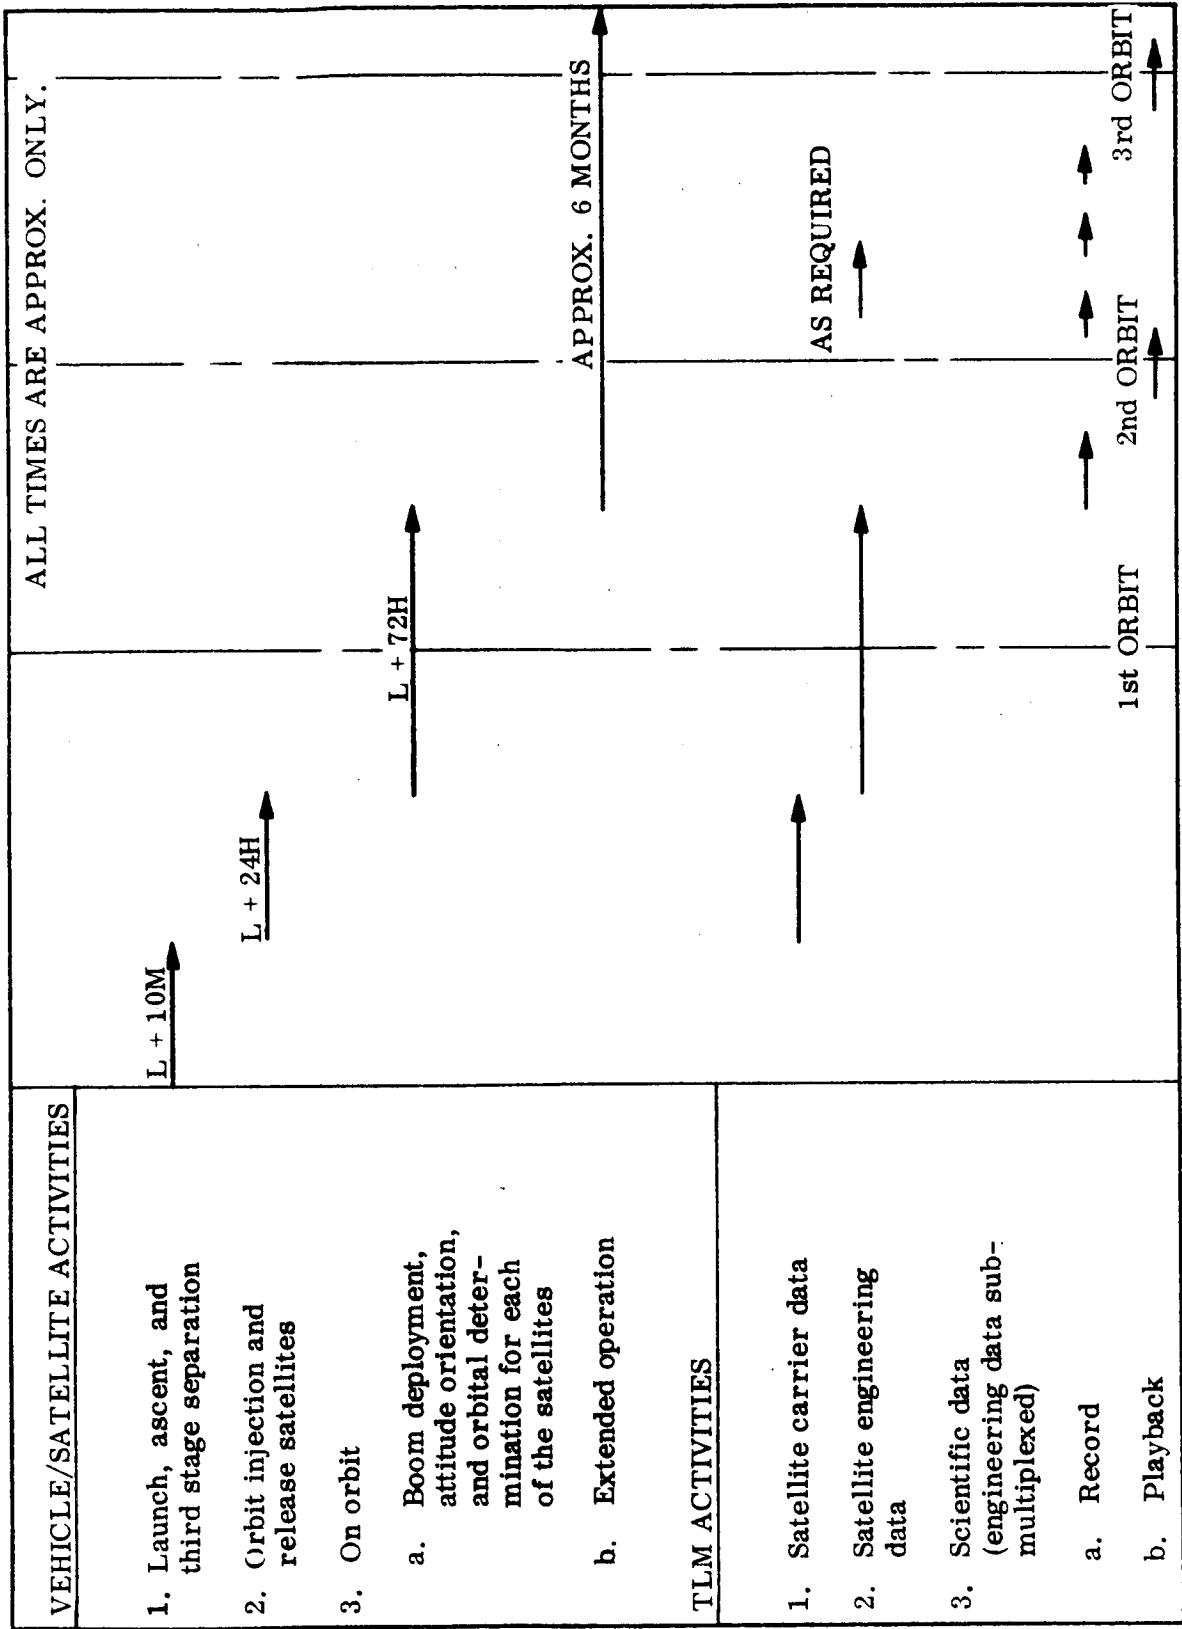 VEHICLE/SATELLITE ACTIVITIES
ALL TIMES ARE APPROX. ONLY.
1. Launch, ascent, and
third stage separation
L + 10M
2. Orbit injection and
release satellites
L + 24H
3. On orbit
a. Boom deployment,
attitude orientation,
and orbital deter-
mination for each
of the satellites
L + 72H
b. Extended operation
APPROX. 6 MONTHS
TLM ACTIVITIES
1. Satellite carrier data
2. Satellite engineering
data
AS REQUIRED
3. Scientific data
(engineering data sub-
multiplexed)
a. Record
b. Playback
1st ORBIT
2nd ORBIT
3rd ORBIT